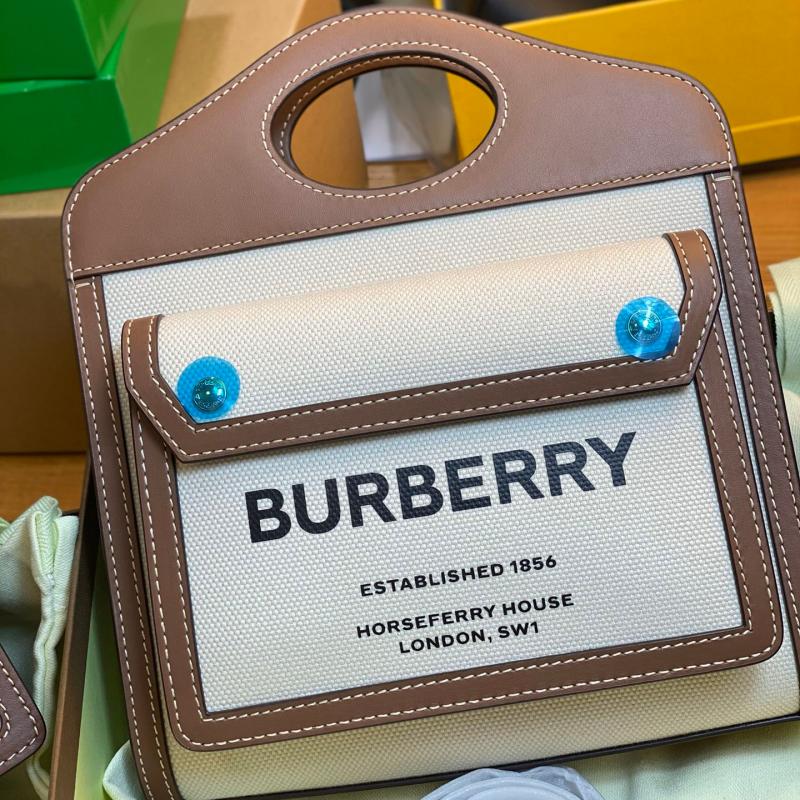 BURBERRY
ESTABLISHED 1856
HORSEFERRY HOUSE
LONDON, SW1